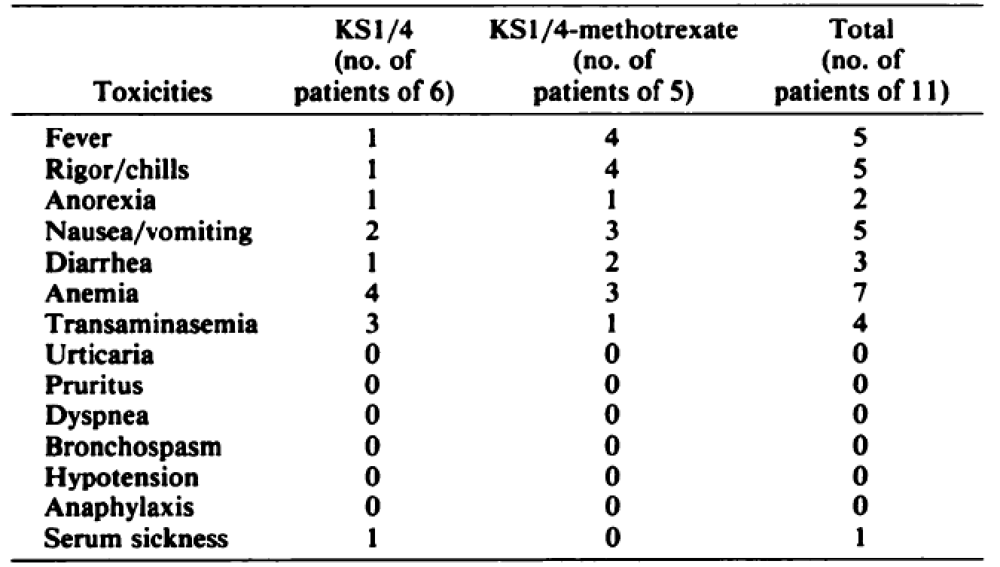 KS1/4 KS1/4-methotrexate Total
(no. of (no. of (no. of
Toxicities patients of 6) patients of 5) patients of 11)
Fever 1 4 5
Rigor/chills 1 4 5
Anorexia 1 1 2
Nausea/vomiting 2 3 5
Diarrhea 1 2 3
Anemia 4 3 7
Transaminasemia 3 1 4
Urticaria 0 0 0
Pruritus 0 0 0
Dyspnea 0 0 0
Bronchospasm 0 0 0
Hypotension 0 0 0
Anaphylaxis 0 0 0
Serum sickness 1 0 1